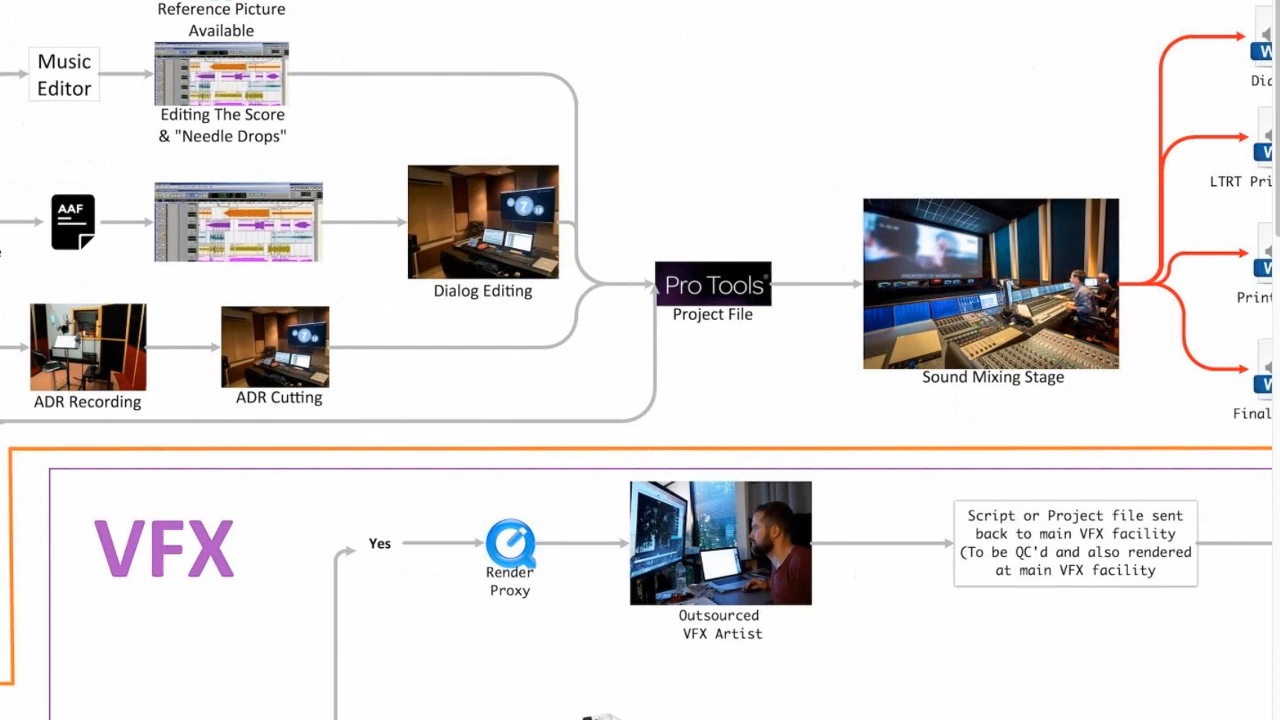 Reference Picture
Available
Music
Editor
Editing The Score
& "Needle Drops"
AAF
7
Dialog Editing
Pro Tools
Project File
ADR Recording
ADR Cutting
Sound Mixing Stage
W
W
LTRT Pri
W
Print
W
Final
VFX
Yes
Render
Proxy
Outsourced
VFX Artist
Script or Project file sent
back to main VFX facility
(To be QC'd and also rendered
at main VFX facility